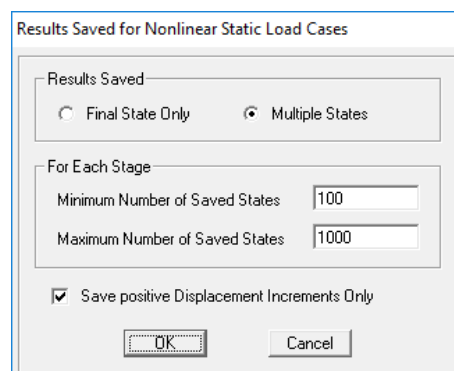 Results Saved for Nonlinear Static Load Cases
Results Saved
Final State Only Multiple States
For Each Stage
Minimum Number of Saved States 100
Maximum Number of Saved States 1000
Save positive Displacement Increments Only
OK Cancel